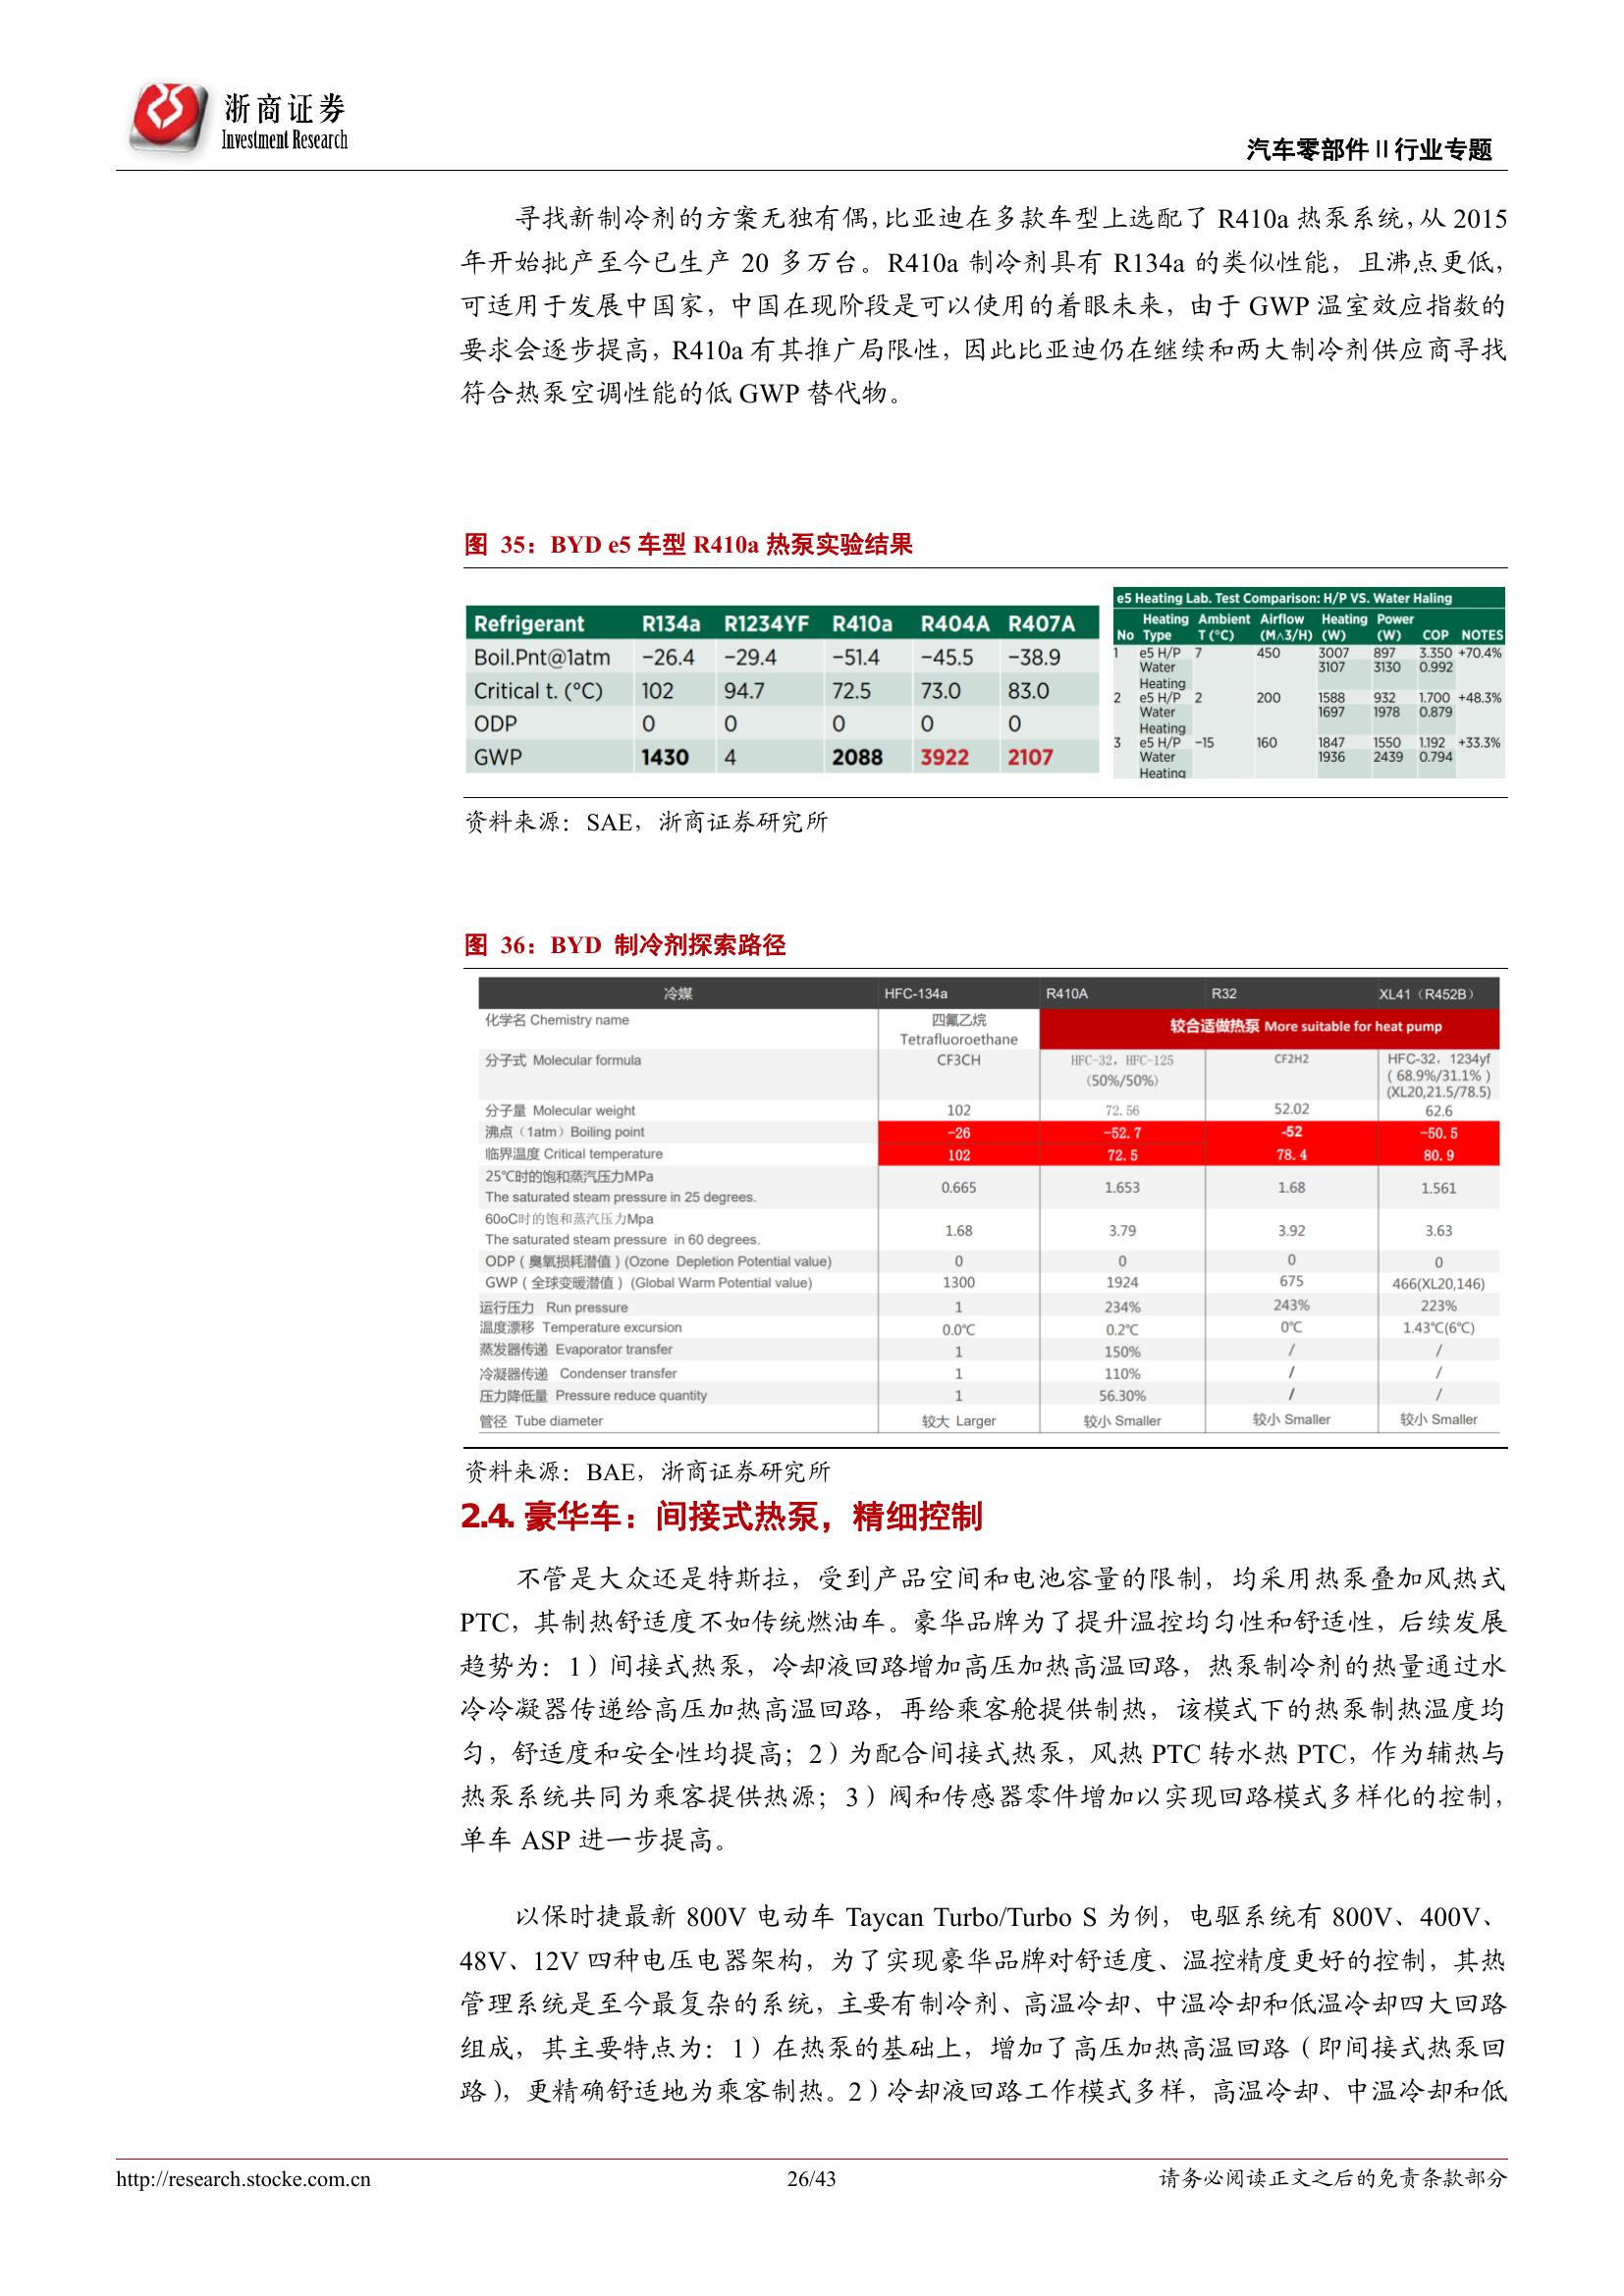 浙商证券
Investment Research
汽车零部件Ⅱ行业专题
寻找新制冷剂的方案无独有偶，比亚迪在多款车型上选配了 R410a 热泵系统，从 2015
年开始批产至今已生产 20 多万台。R410a 制冷剂具有 R134a 的类似性能，且沸点更低，
可适用于发展中国家，中国在现阶段是可以使用的着眼未来，由于 GWP 温室效应指数的
要求会逐步提高，R410a 有其推广局限性，因此比亚迪仍在继续和两大制冷剂供应商寻找
符合热泵空调性能的低 GWP 替代物。
图 35：BYD e5 车型 R410a 热泵实验结果
Refrigerant R134a R1234YF R410a R404A R407A
Boil.Pnt@1atm −26.4 −29.4 −51.4 −45.5 −38.9
Critical t. (°C) 102 94.7 72.5 73.0 83.0
ODP 0 0 0 0 0
GWP 1430 4 2088 3922 2107
e5 Heating Lab. Test Comparison: H/P VS. Water Haling
Heating Ambient Airflow Heating Power
No Type T (°C) (M∧3/H) (W) (W) COP NOTES
1 e5 H/P 7 450 3007 897 3.350 +70.4%
Water 3107 3130 0.992
Heating
2 e5 H/P 2 200 1588 932 1.700 +48.3%
Water 1697 1978 0.879
Heating
3 e5 H/P −15 160 1847 1550 1.192 +33.3%
Water 1936 2439 0.794
Heating
资料来源：SAE，浙商证券研究所
图 36：BYD 制冷剂探索路径
冷媒 HFC-134a R410A R32 XL41（R452B）
化学名 Chemistry name 四氟乙烷 较合适做热泵 More suitable for heat pump
Tetrafluoroethane
分子式 Molecular formula CF3CH HFC-32，HFC-125 CF2H2 HFC-32，1234yf
（50%/50%） ( 68.9%/31.1% )
(XL20,21.5/78.5)
分子量 Molecular weight 102 72.56 52.02 62.6
沸点（1atm）Boiling point −26 −52.7 -52 −50.5
临界温度 Critical temperature 102 72.5 78.4 80.9
25℃时的饱和蒸汽压力MPa
The saturated steam pressure in 25 degrees. 0.665 1.653 1.68 1.561
60oC时的饱和蒸汽压力Mpa
The saturated steam pressure in 60 degrees. 1.68 3.79 3.92 3.63
ODP ( 臭氧损耗潜值 ) (Ozone Depletion Potential value) 0 0 0 0
GWP ( 全球变暖潜值 ) (Global Warm Potential value) 1300 1924 675 466(XL20,146)
运行压力 Run pressure 1 234% 243% 223%
温度漂移 Temperature excursion 0.0℃ 0.2℃ 0℃ 1.43℃(6℃)
蒸发器传递 Evaporator transfer 1 150% / /
冷凝器传递 Condenser transfer 1 110% / /
压力降低量 Pressure reduce quantity 1 56.30% / /
管径 Tube diameter 较大 Larger 较小 Smaller 较小 Smaller 较小 Smaller
资料来源：BAE，浙商证券研究所
2.4. 豪华车：间接式热泵，精细控制
不管是大众还是特斯拉，受到产品空间和电池容量的限制，均采用热泵叠加风热式
PTC，其制热舒适度不如传统燃油车。豪华品牌为了提升温控均匀性和舒适性，后续发展
趋势为：1）间接式热泵，冷却液回路增加高压加热高温回路，热泵制冷剂的热量通过水
冷冷凝器传递给高压加热高温回路，再给乘客舱提供制热，该模式下的热泵制热温度均
匀，舒适度和安全性均提高；2）为配合间接式热泵，风热 PTC 转水热 PTC，作为辅热与
热泵系统共同为乘客提供热源；3）阀和传感器零件增加以实现回路模式多样化的控制，
单车 ASP 进一步提高。
以保时捷最新 800V 电动车 Taycan Turbo/Turbo S 为例，电驱系统有 800V、400V、
48V、12V 四种电压电器架构，为了实现豪华品牌对舒适度、温控精度更好的控制，其热
管理系统是至今最复杂的系统，主要有制冷剂、高温冷却、中温冷却和低温冷却四大回路
组成，其主要特点为：1）在热泵的基础上，增加了高压加热高温回路（即间接式热泵回
路），更精确舒适地为乘客制热。2）冷却液回路工作模式多样，高温冷却、中温冷却和低
http://research.stocke.com.cn 26/43 请务必阅读正文之后的免责条款部分